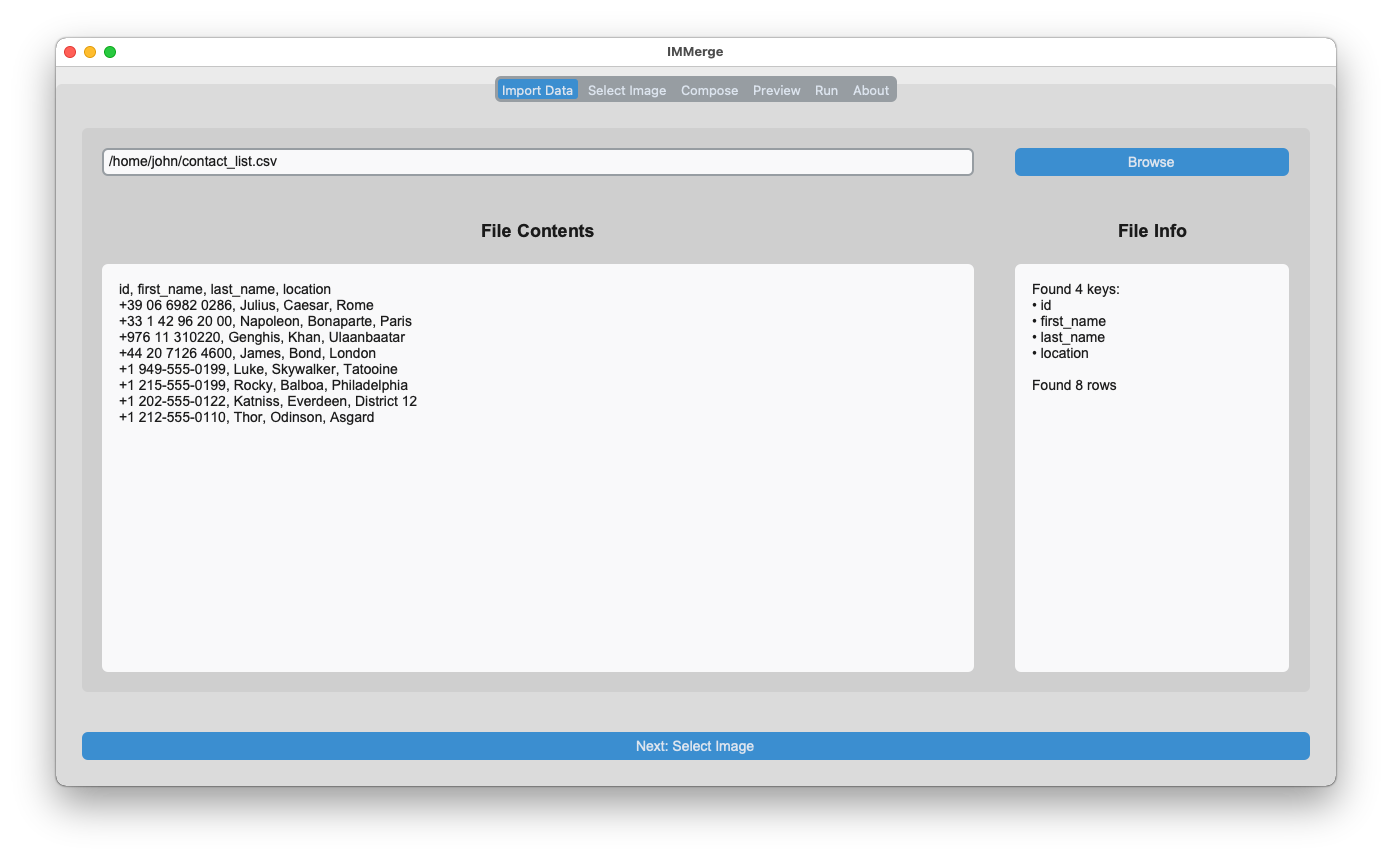 IMMerge
Import Data Select Image Compose Preview Run About
/home/john/contact_list.csv
Browse
File Contents
id, first_name, last_name, location
+39 06 6982 0286, Julius, Caesar, Rome
+33 1 42 96 20 00, Napoleon, Bonaparte, Paris
+976 11 310220, Genghis, Khan, Ulaanbaatar
+44 20 7126 4600, James, Bond, London
+1 949-555-0199, Luke, Skywalker, Tatooine
+1 215-555-0199, Rocky, Balboa, Philadelphia
+1 202-555-0122, Katniss, Everdeen, District 12
+1 212-555-0110, Thor, Odinson, Asgard
File Info
Found 4 keys:
• id
• first_name
• last_name
• location
Found 8 rows
Next: Select Image